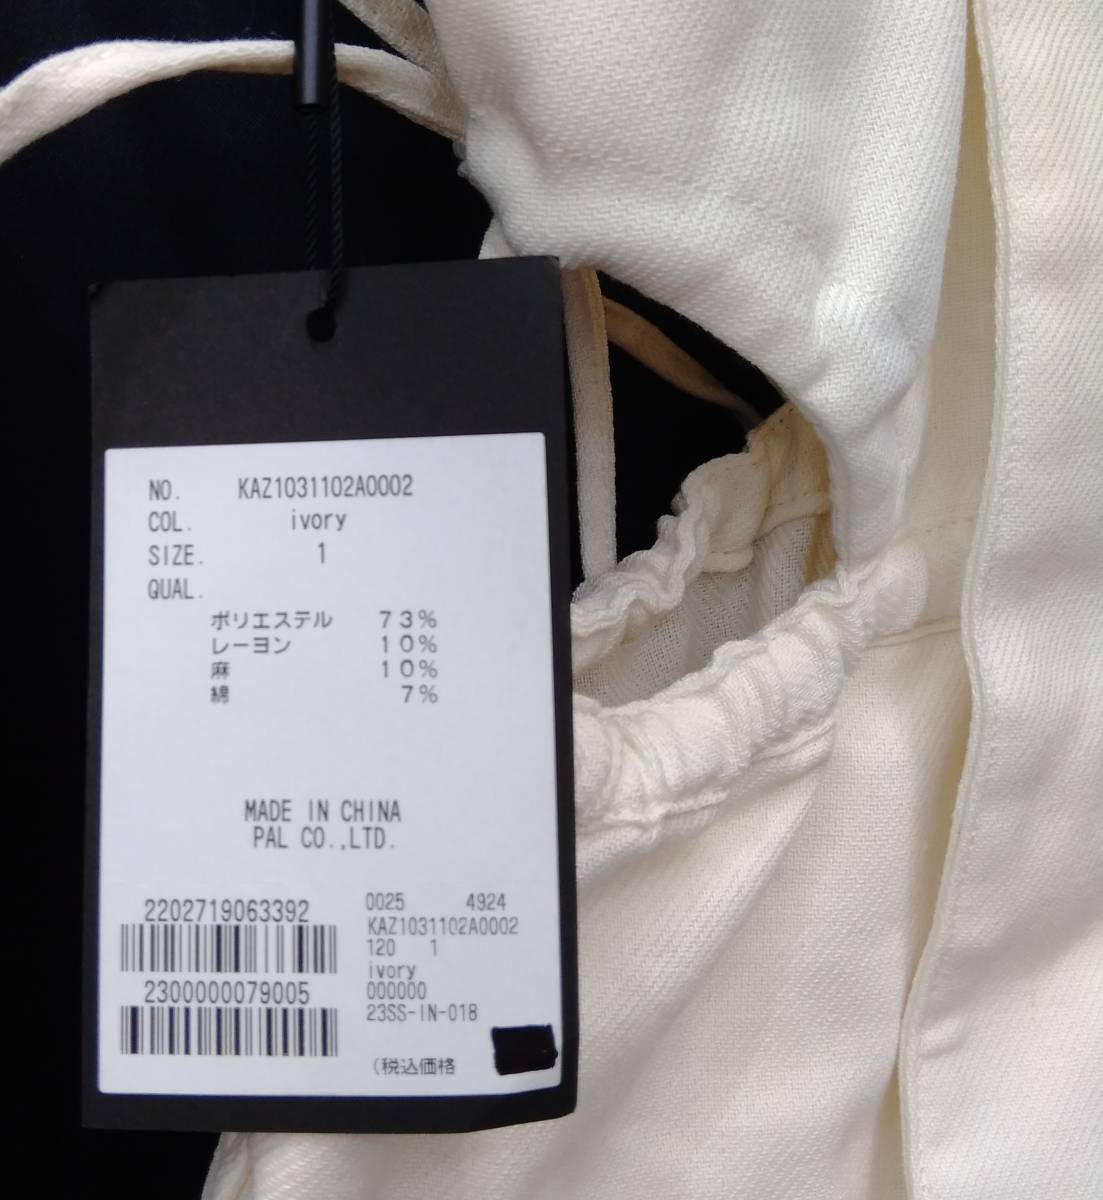 NO. KAZ1031102A0002
COL. ivory
SIZE. 1
QUAL.
ポリエステル 73%
レーヨン 10%
麻 10%
綿 7%
MADE IN CHINA
PAL CO.,LTD.
2202719063392
2300000079005
0025 4924
KAZ1031102A0002
120 1
ivory
000000
23SS-IN-018
(税込価格